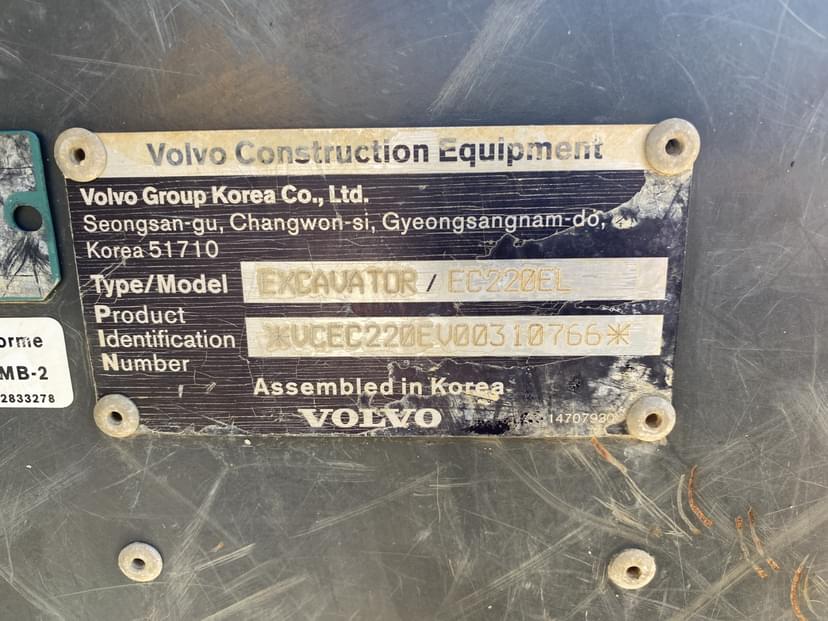 Volvo Construction Equipment
Volvo Group Korea Co., Ltd.
Seongsan-gu, Changwon-si, Gyeongsangnam-do,
Korea 51710
Type/Model EXCAVATOR / EC220EL
Product
Identification *VCEC220EV00310766*
Number
Assembled in Korea
VOLVO
orme
MB-2
2833278